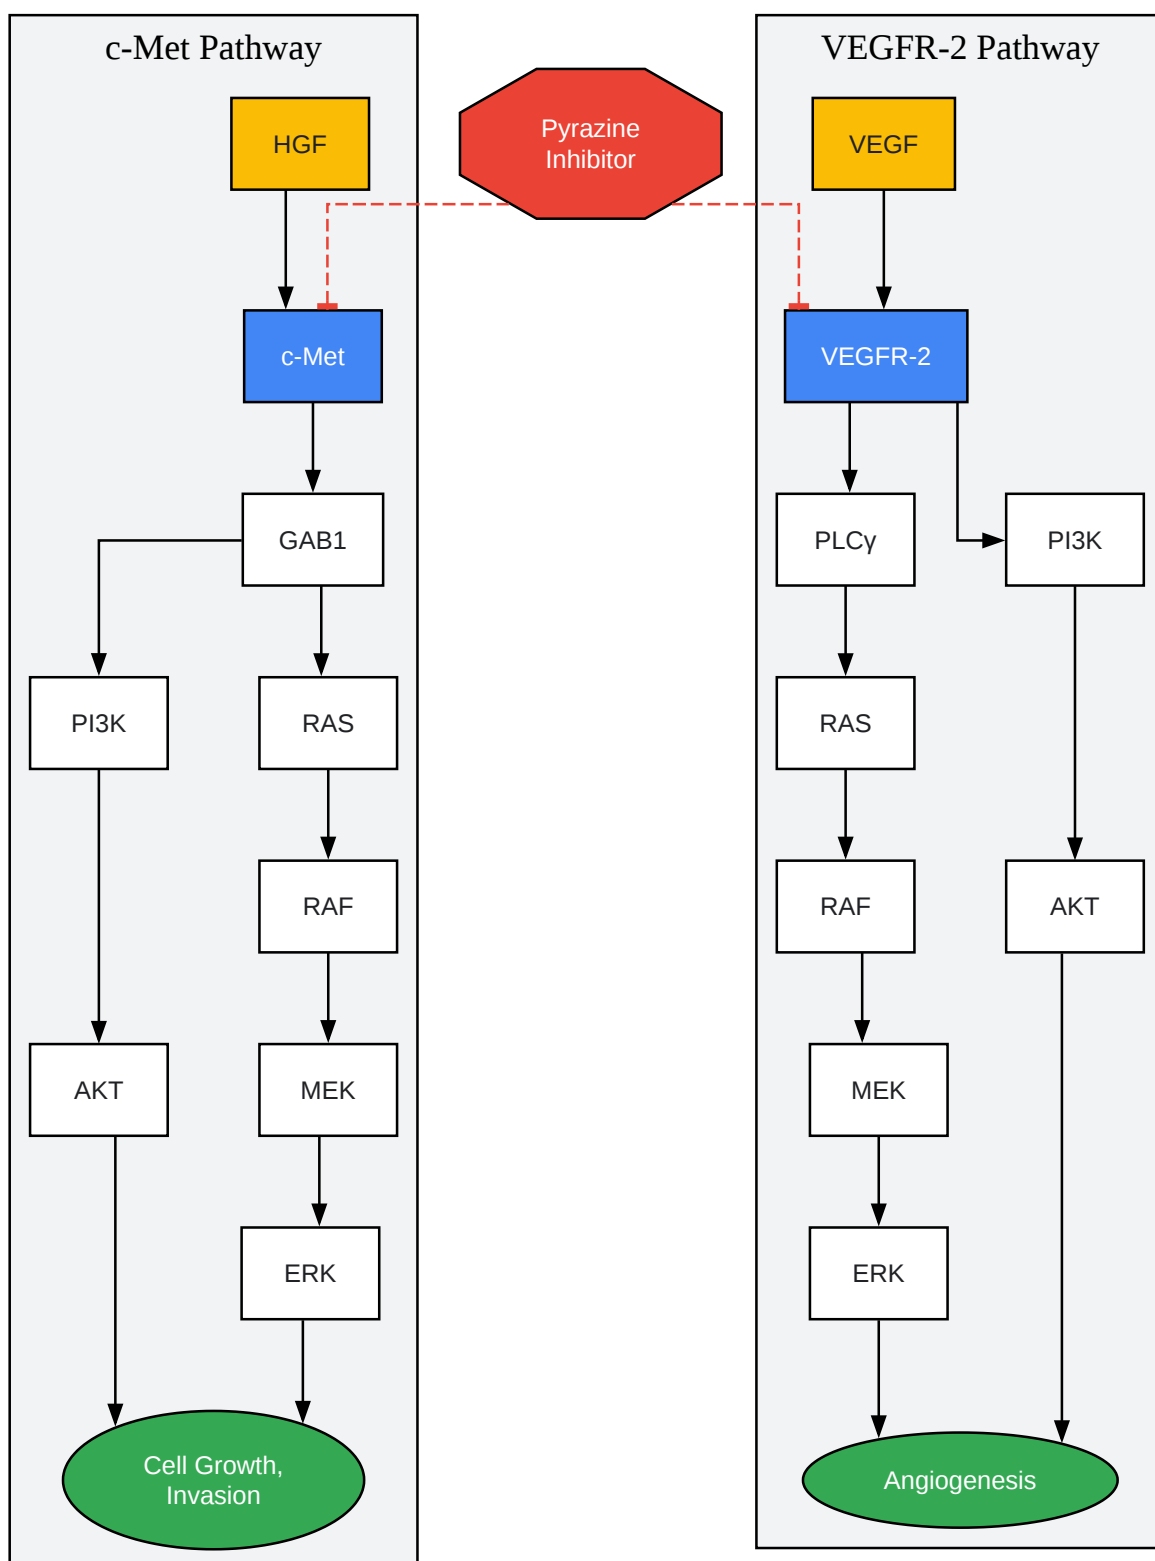 c-Met Pathway
HGF
c-Met
GAB1
PI3K
RAS
RAF
AKT
MEK
ERK
Cell Growth,
Invasion
Pyrazine
Inhibitor
VEGFR-2 Pathway
VEGF
VEGFR-2
PLCγ
PI3K
RAS
RAF
AKT
MEK
ERK
Angiogenesis